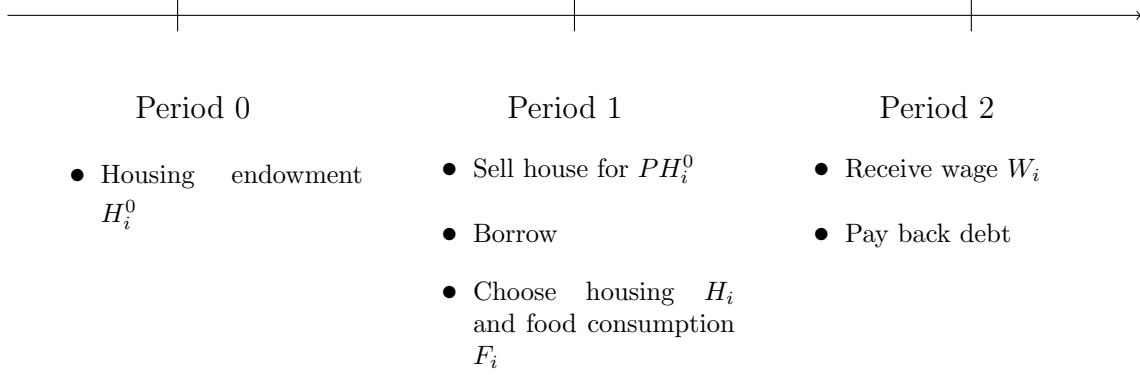 Period 0
• Housing endowment
$H_i^0$
Period 1
• Sell house for $PH_i^0$
• Borrow
• Choose housing $H_i$
and food consumption
$F_i$
Period 2
• Receive wage $W_i$
• Pay back debt